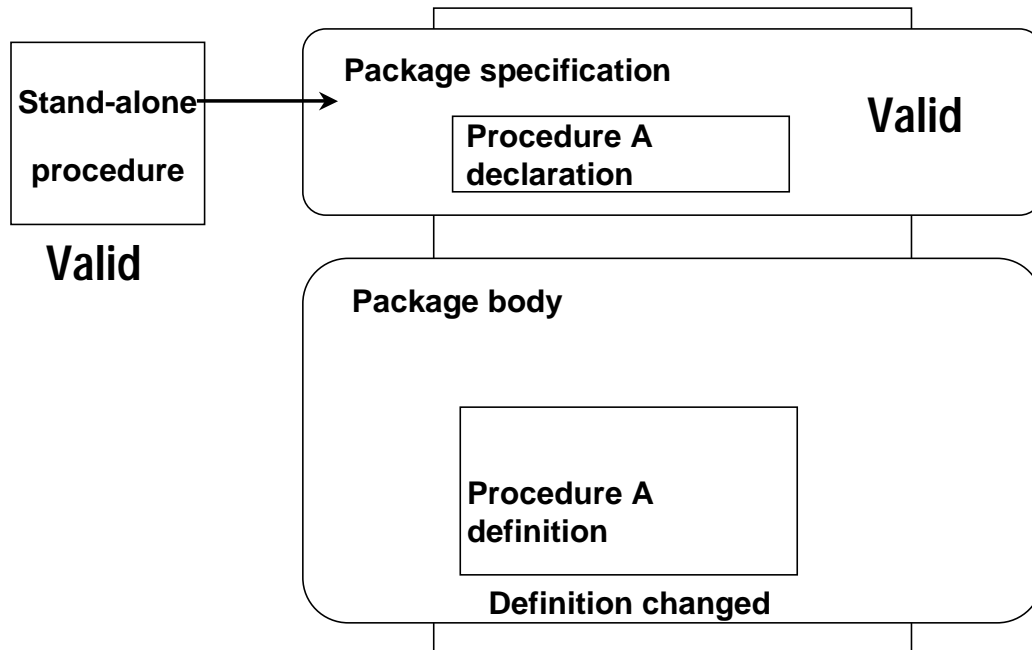 Stand-alone
procedure
Valid
Package specification
Procedure A
declaration
Valid
Package body
Procedure A
definition
Definition changed